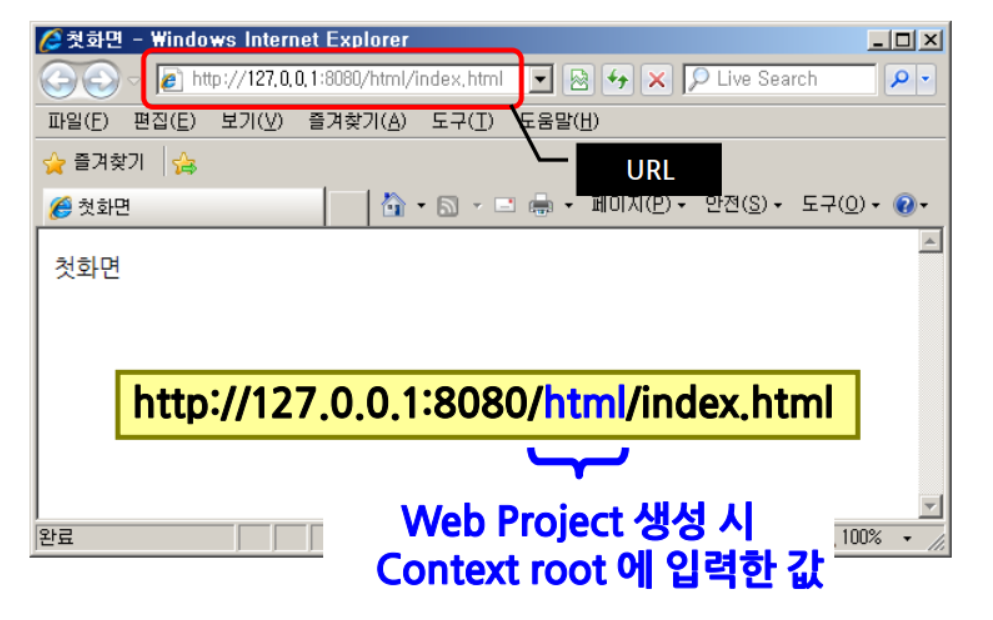 첫화면 - Windows Internet Explorer
http://127.0.0.1:8080/html/index.html
Live Search
파일(F) 편집(E) 보기(V) 즐겨찾기(A) 도구(T) 도움말(H)
즐겨찾기
URL
첫화면
페이지(P) 안전(S) 도구(O)
첫화면
http://127.0.0.1:8080/html/index.html
Web Project 생성 시
Context root 에 입력한 값
완료
100%